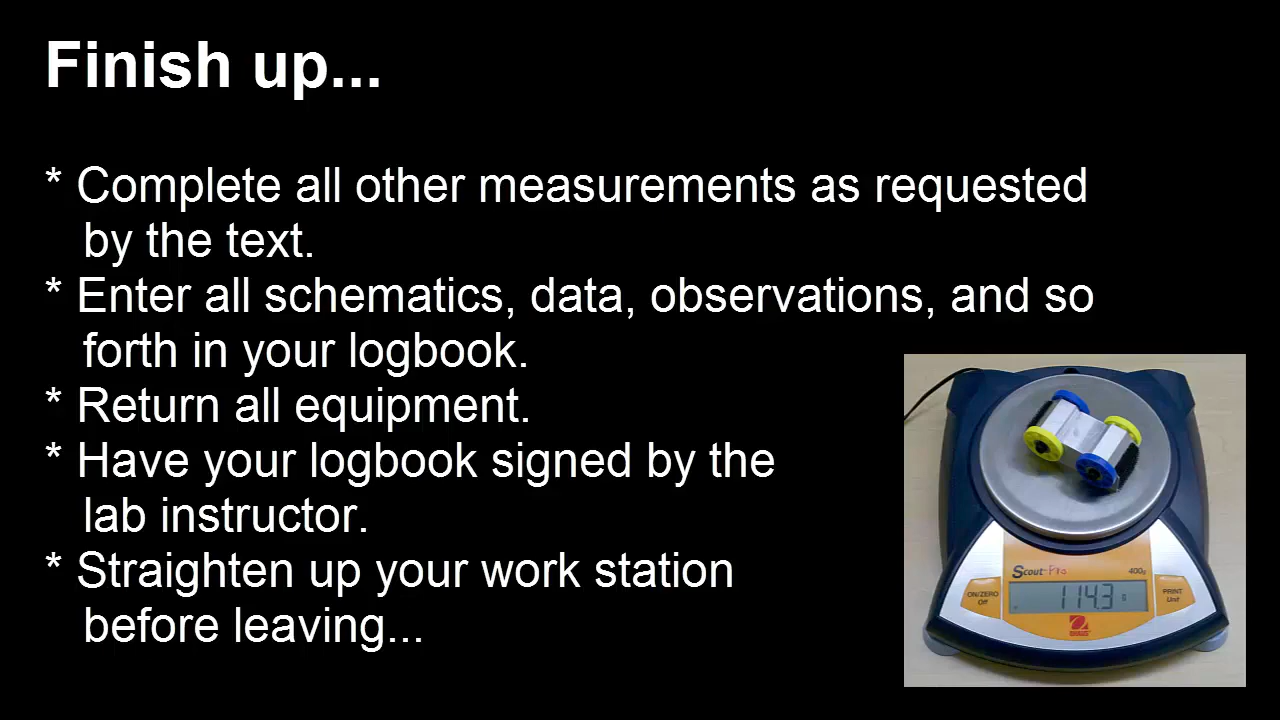 Finish up...
* Complete all other measurements as requested
by the text.
* Enter all schematics, data, observations, and so
forth in your logbook.
* Return all equipment.
* Have your logbook signed by the
lab instructor.
* Straighten up your work station
before leaving...
Scout Pro
400g
ON/ZERO
Off
114.3 g
PRINT
Unit
OHAUS